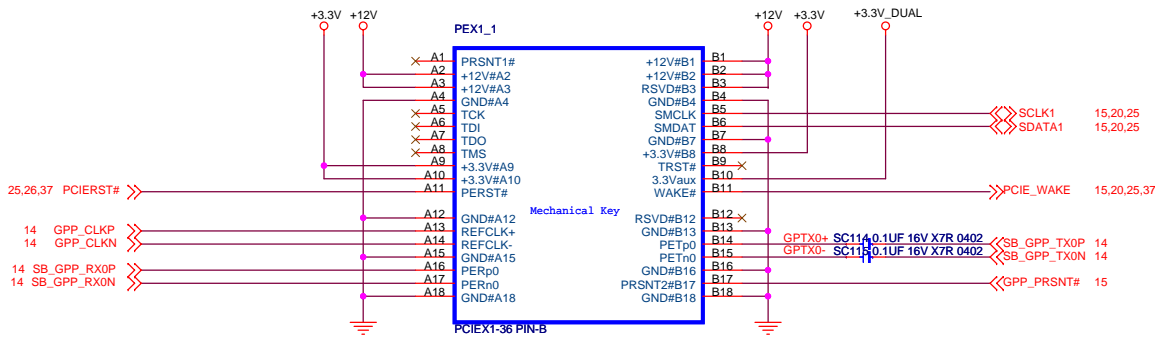 +3.3V +12V +12V +3.3V +3.3V_DUAL
PEX1_1
A1 PRSNT1# +12V#B1 B1
A2 +12V#A2 +12V#B2 B2
A3 +12V#A3 RSVD#B3 B3
A4 GND#A4 GND#B4 B4
A5 TCK SMCLK B5 SCLK1 15,20,25
A6 TDI SMDAT B6 SDATA1 15,20,25
A7 TDO GND#B7 B7
A8 TMS +3.3V#B8 B8
A9 +3.3V#A9 TRST# B9
A10 +3.3V#A10 3.3Vaux B10
25,26,37 PCIERST# A11 PERST# WAKE# B11 PCIE_WAKE 15,20,25,37
Mechanical Key
A12 GND#A12 RSVD#B12 B12
14 GPP_CLKP A13 REFCLK+ GND#B13 B13
14 GPP_CLKN A14 REFCLK- PETp0 B14 GPTX0+ SC114 0.1UF 16V X7R 0402 SB_GPP_TX0P 14
A15 GND#A15 PETn0 B15 GPTX0- SC115 0.1UF 16V X7R 0402 SB_GPP_TX0N 14
14 SB_GPP_RX0P A16 PERp0 GND#B16 B16
14 SB_GPP_RX0N A17 PERn0 PRSNT2#B17 B17 GPP_PRSNT# 15
A18 GND#A18 GND#B18 B18
PCIEX1-36 PIN-B